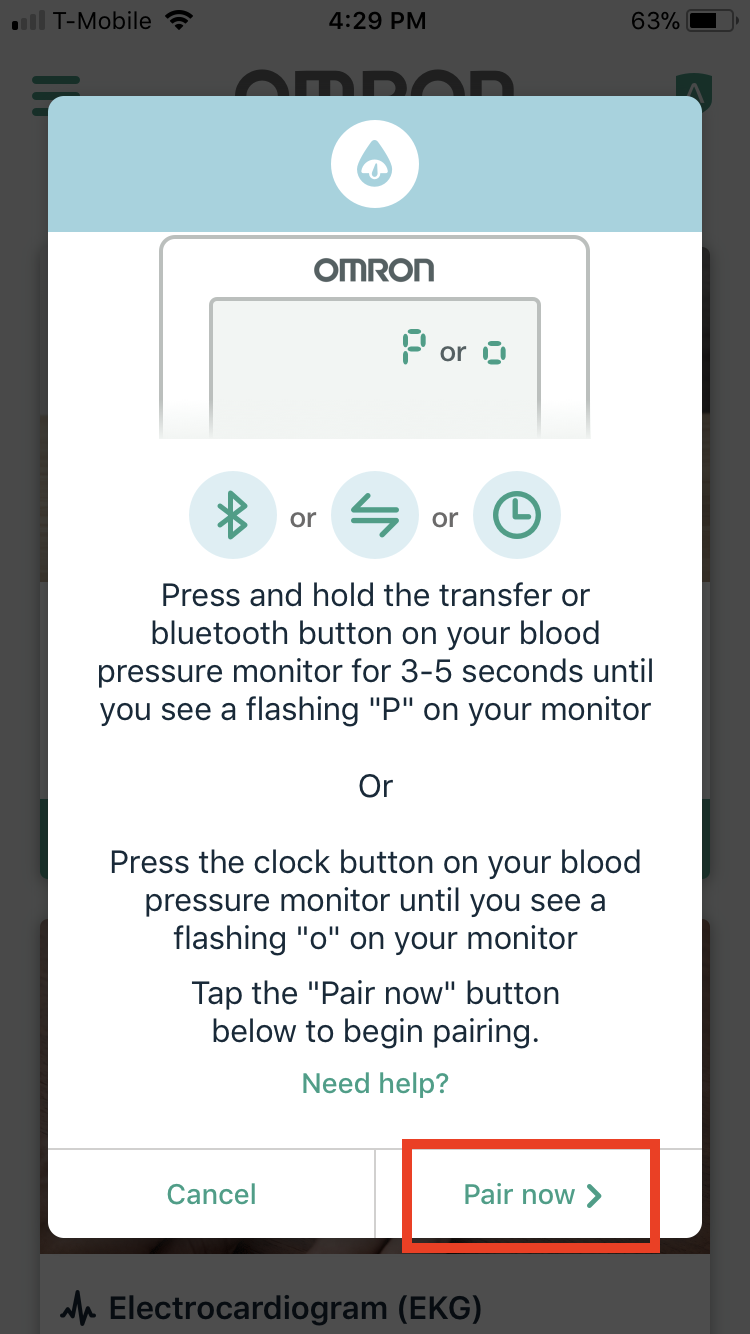 T-Mobile 4:29 PM 63%
OMRON
OMRON
P or o
or or
Press and hold the transfer or
bluetooth button on your blood
pressure monitor for 3-5 seconds until
you see a flashing "P" on your monitor
Or
Press the clock button on your blood
pressure monitor until you see a
flashing "o" on your monitor
Tap the "Pair now" button
below to begin pairing.
Need help?
Cancel Pair now
Electrocardiogram (EKG)